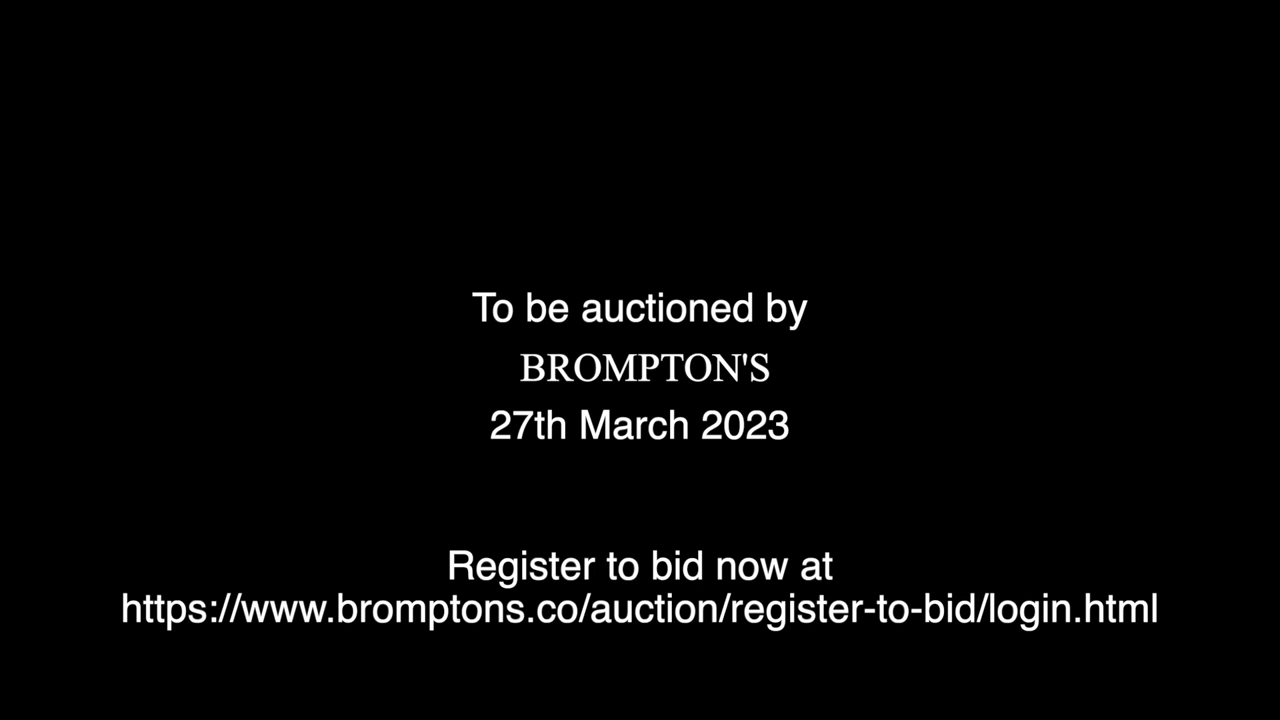 To be auctioned by
BROMPTON'S
27th March 2023
Register to bid now at
https://www.bromptons.co/auction/register-to-bid/login.html